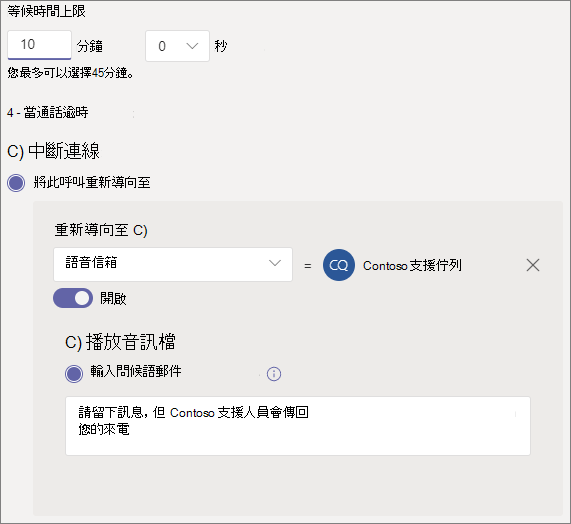 等候時間上限
10 分鐘 0 秒
您最多可以選擇45分鐘。
4 - 當通話逾時
C) 中斷連線
將此呼叫重新導向至
重新導向至 C)
語音信箱 = CQ Contoso 支援佇列
開啟
C) 播放音訊檔
輸入問候語郵件
請留下訊息，但 Contoso 支援人員會傳回
您的來電